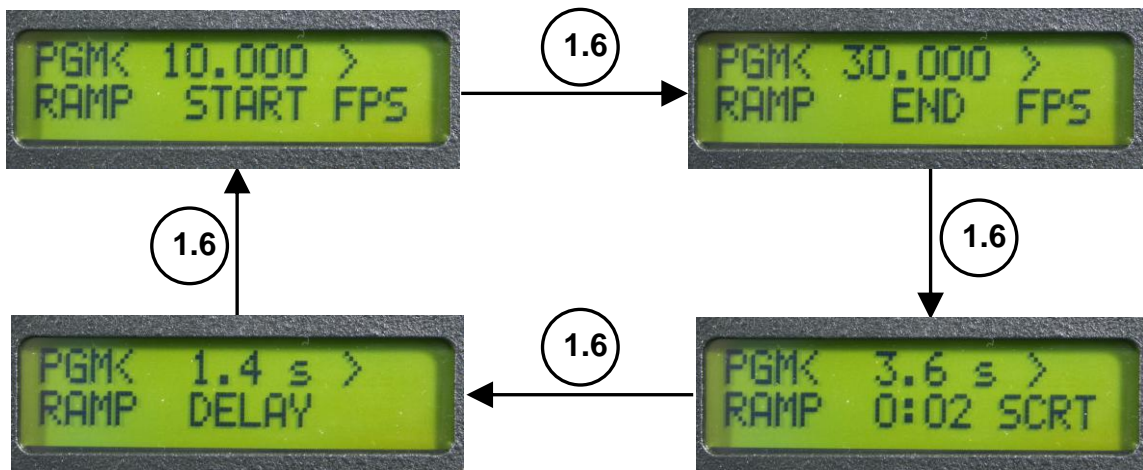 PGM< 10.000 >
RAMP START FPS
1.6
PGM< 30.000 >
RAMP END FPS
1.6
1.6
PGM< 1.4 s >
RAMP DELAY
1.6
PGM< 3.6 s >
RAMP 0:02 SCRT